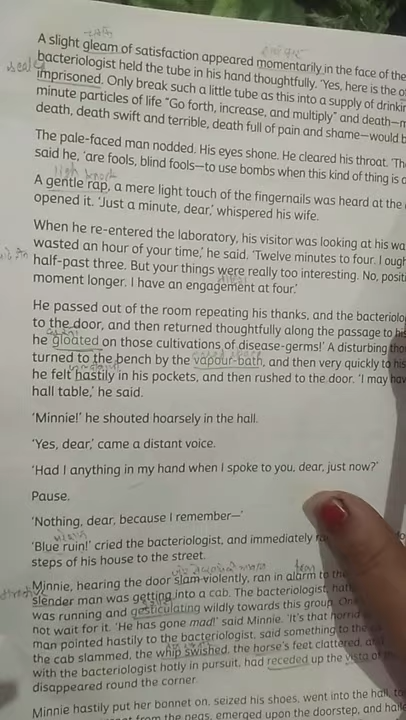 A slight gleam of satisfaction appeared momentarily in the face of the
bacteriologist held the tube in his hand thoughtfully. 'Yes, here is the
imprisoned. Only break such a little tube as this into a supply of
minute particles of life "Go forth, increase, and multiply" and death—
death, death swift and terrible, death full of pain and shame—would
The pale-faced man nodded. His eyes shone. He cleared his throat.
said he, 'are fools, blind fools—to use bombs when this kind of thing is
A gentle rap, a mere light touch of the fingernails was heard at the
opened it. 'Just a minute, dear,' whispered his wife.
When he re-entered the laboratory, his visitor was looking at his
wasted an hour of your time,' he said. 'Twelve minutes to four. I
half-past three. But your things were really too interesting. No,
moment longer. I have an engagement at four.'
He passed out of the room repeating his thanks, and the
to the door, and then returned thoughtfully along the passage to
he gloated on those cultivations of disease-germs!' A disturbing
turned to the bench by the vapour-bath, and then very quickly to his
he felt hastily in his pockets, and then rushed to the door. 'I may
hall table,' he said.
'Minnie!' he shouted hoarsely in the hall.
'Yes, dear,' came a distant voice.
'Had I anything in my hand when I spoke to you, dear, just now?'
Pause.
'Nothing, dear, because I remember—'
'Blue ruin!' cried the bacteriologist, and immediately
steps of his house to the street.
Minnie, hearing the door slam violently, ran in alarm to the
slender man was getting into a cab. The bacteriologist,
was running and gesticulating wildly towards this group.
not wait for it. 'He has gone mad!' said Minnie. 'It's that
man pointed hastily to the bacteriologist, said something to the
the cab slammed, the whip swished, the horse's feet clattered,
with the bacteriologist hotly in pursuit, had receded up the vista of
disappeared round the corner.
Minnie hastily put her bonnet on, seized his shoes, went into the hall,
from the pegs, emerged upon the doorstep, and